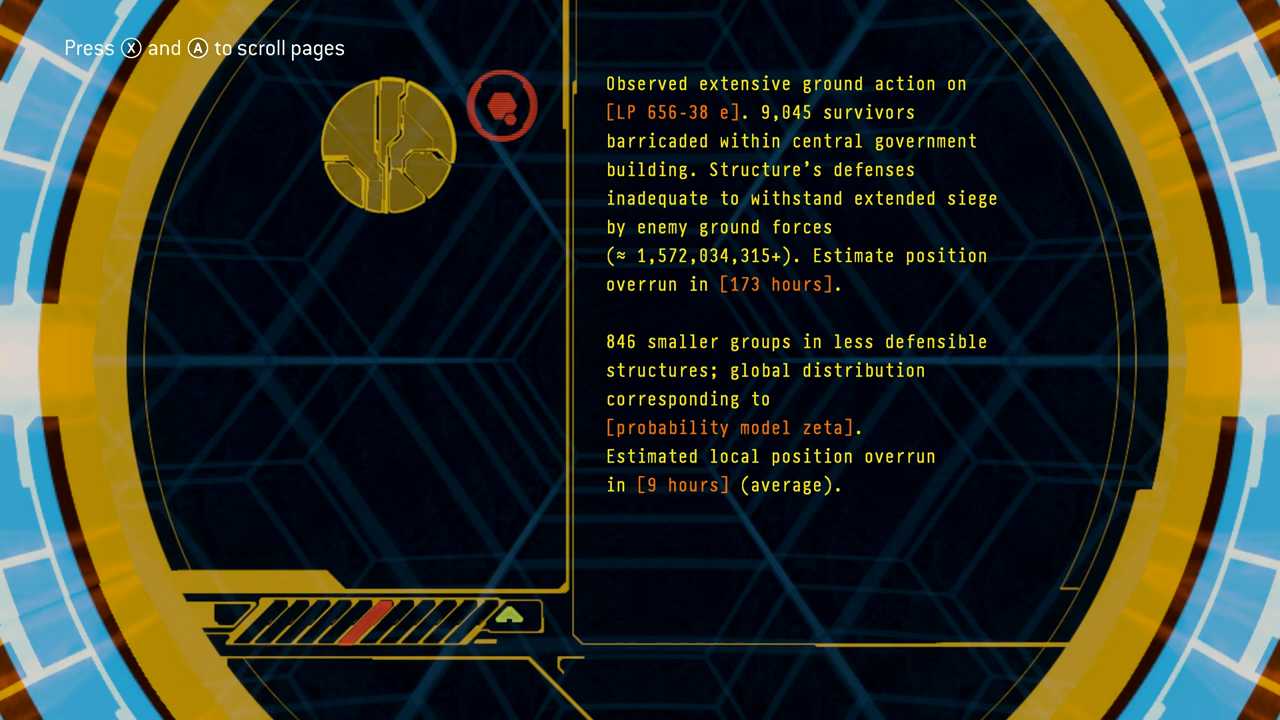 Press X and A to scroll pages
Observed extensive ground action on
[LP 656-38 e]. 9,045 survivors
barricaded within central government
building. Structure’s defenses
inadequate to withstand extended siege
by enemy ground forces
(≈ 1,572,034,315+). Estimate position
overrun in [173 hours].
846 smaller groups in less defensible
structures; global distribution
corresponding to
[probability model zeta].
Estimated local position overrun
in [9 hours] (average).